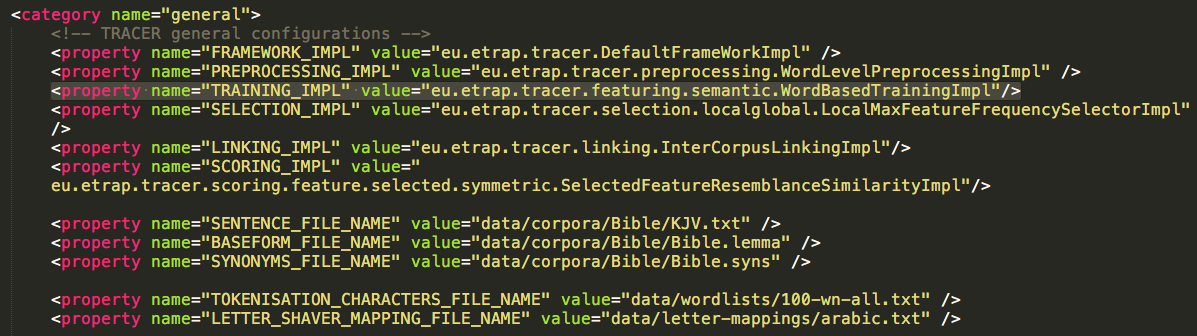 <category name="general">
<!-- TRACER general configurations -->
<property name="FRAMEWORK_IMPL" value="eu.etrap.tracer.DefaultFrameWorkImpl" />
<property name="PREPROCESSING_IMPL" value="eu.etrap.tracer.preprocessing.WordLevelPreprocessingImpl" />
<property name="TRAINING_IMPL" value="eu.etrap.tracer.featuring.semantic.WordBasedTrainingImpl"/>
<property name="SELECTION_IMPL" value="eu.etrap.tracer.selection.localglobal.LocalMaxFeatureFrequencySelectorImpl"
/>
<property name="LINKING_IMPL" value="eu.etrap.tracer.linking.InterCorpusLinkingImpl"/>
<property name="SCORING_IMPL" value="
eu.etrap.tracer.scoring.feature.selected.symmetric.SelectedFeatureResemblanceSimilarityImpl"/>
<property name="SENTENCE_FILE_NAME" value="data/corpora/Bible/KJV.txt" />
<property name="BASEFORM_FILE_NAME" value="data/corpora/Bible/Bible.lemma" />
<property name="SYNONYMS_FILE_NAME" value="data/corpora/Bible/Bible.syns" />
<property name="TOKENISATION_CHARACTERS_FILE_NAME" value="data/wordlists/100-wn-all.txt" />
<property name="LETTER_SHAVER_MAPPING_FILE_NAME" value="data/letter-mappings/arabic.txt" />